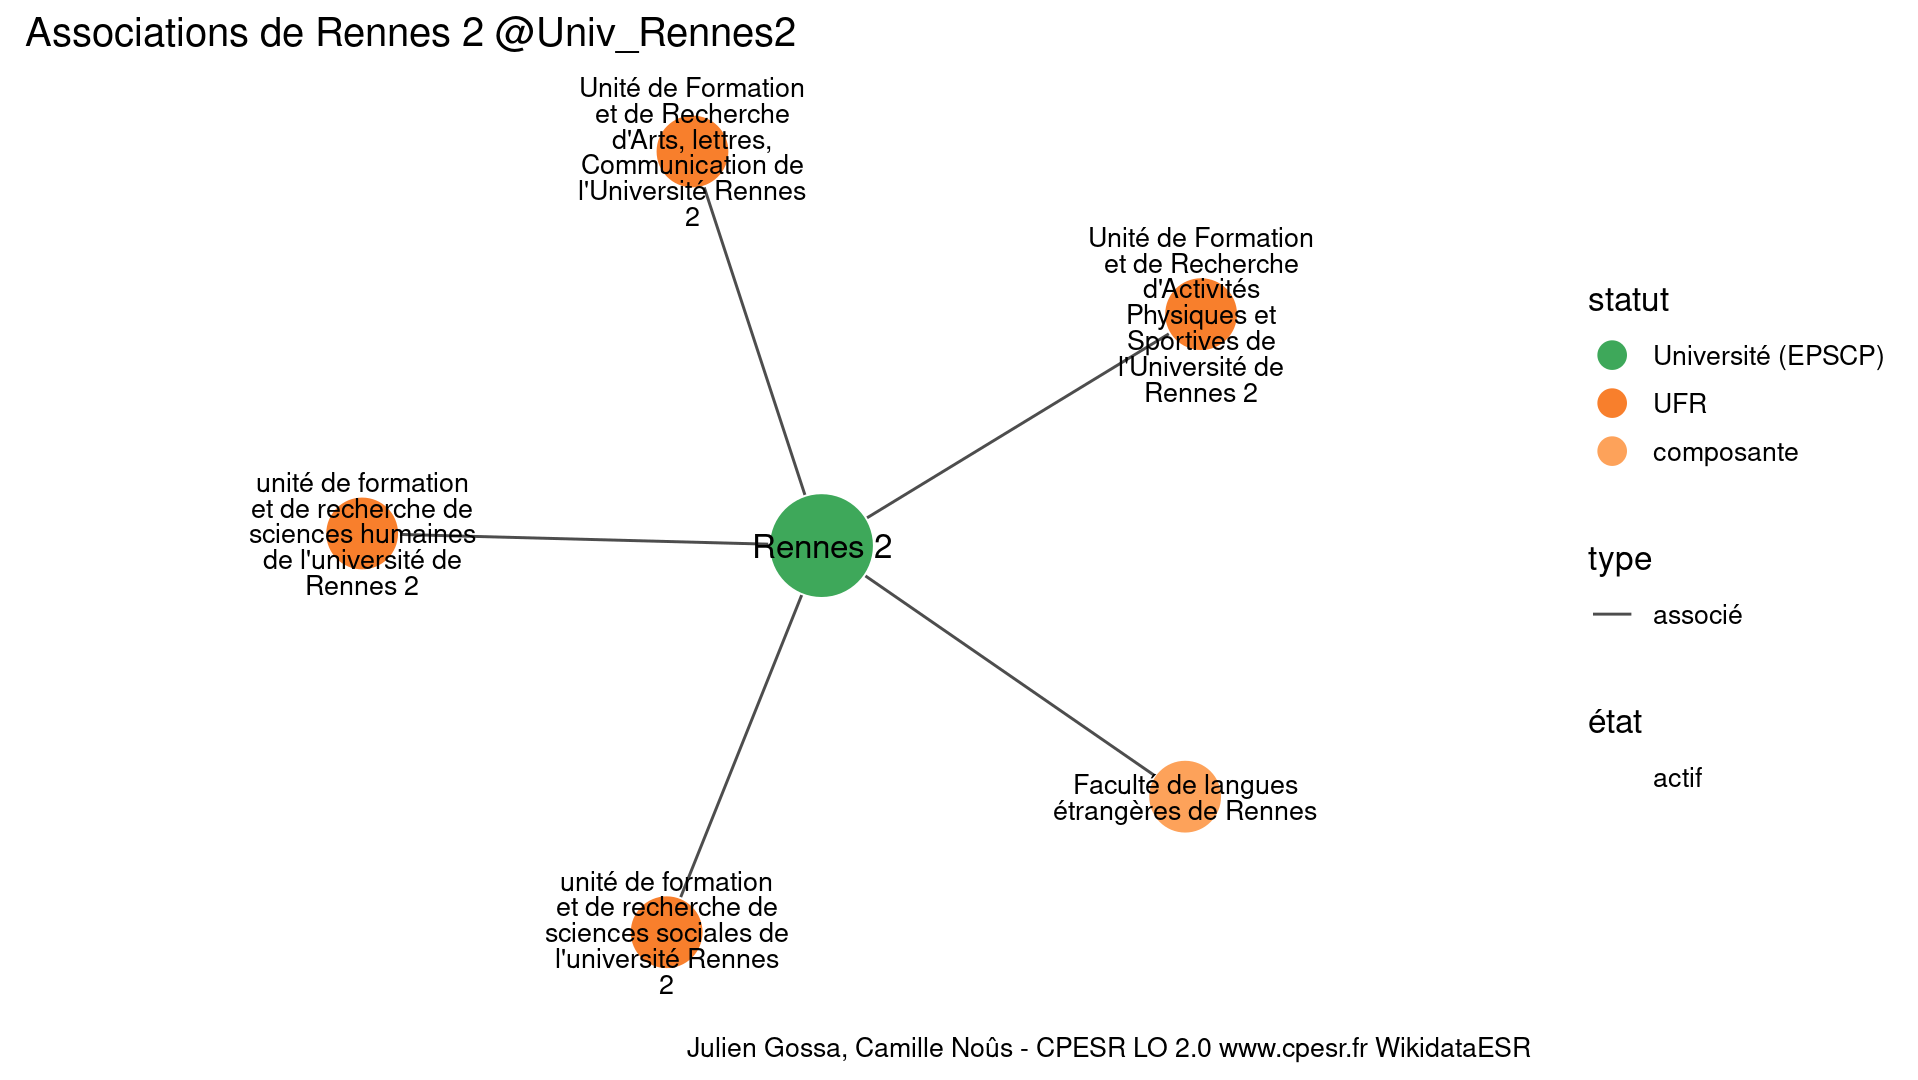 Associations de Rennes 2 @Univ_Rennes2
Unité de Formation
et de Recherche
d'Arts, lettres,
Communication de
l'Université Rennes
2
Unité de Formation
et de Recherche
d'Activités
Physiques et
Sportives de
l'Université de
Rennes 2
unité de formation
et de recherche de
sciences humaines
de l'université de
Rennes 2
Rennes 2
Faculté de langues
étrangères de Rennes
unité de formation
et de recherche de
sciences sociales de
l'université Rennes
2
statut
Université (EPSCP)
UFR
composante
type
associé
état
actif
Julien Gossa, Camille Noûs - CPESR LO 2.0 www.cpesr.fr WikidataESR